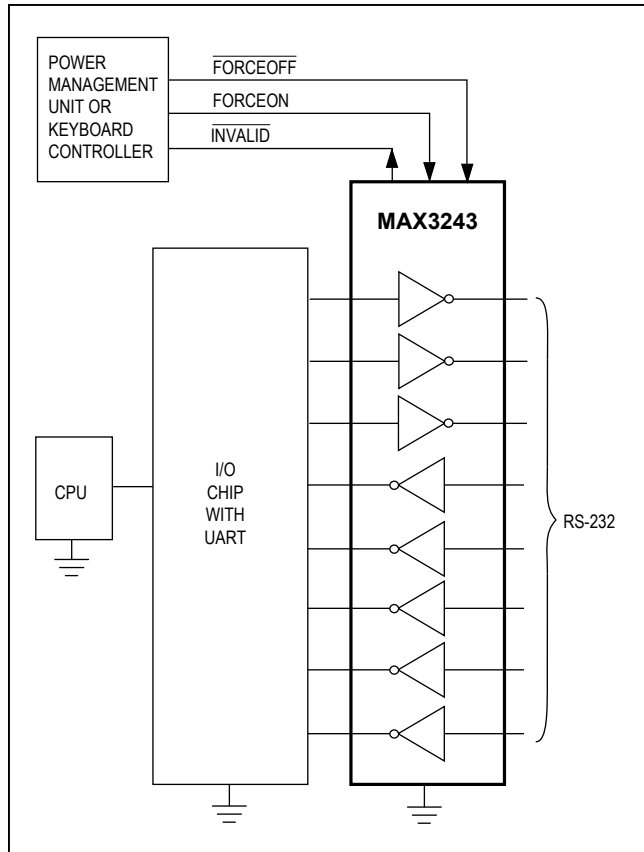 POWER
MANAGEMENT
UNIT OR
KEYBOARD
CONTROLLER
FORCEOFF
FORCEON
INVALID
MAX3243
CPU
I/O
CHIP
WITH
UART
RS-232